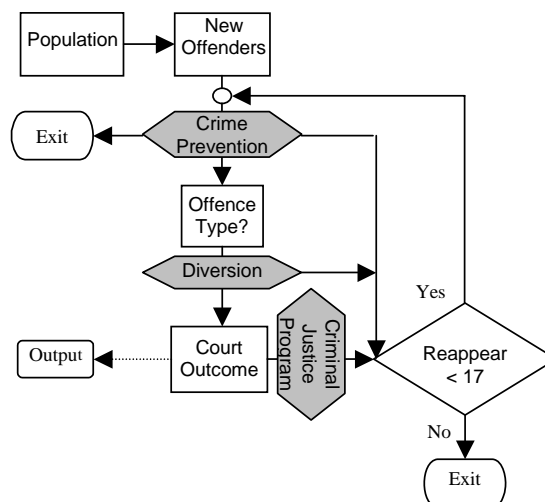 Population
New
Offenders
Exit
Crime
Prevention
Offence
Type?
Diversion
Yes
Output
Court
Outcome
Criminal
Justice
Program
Reappear
< 17
No
Exit